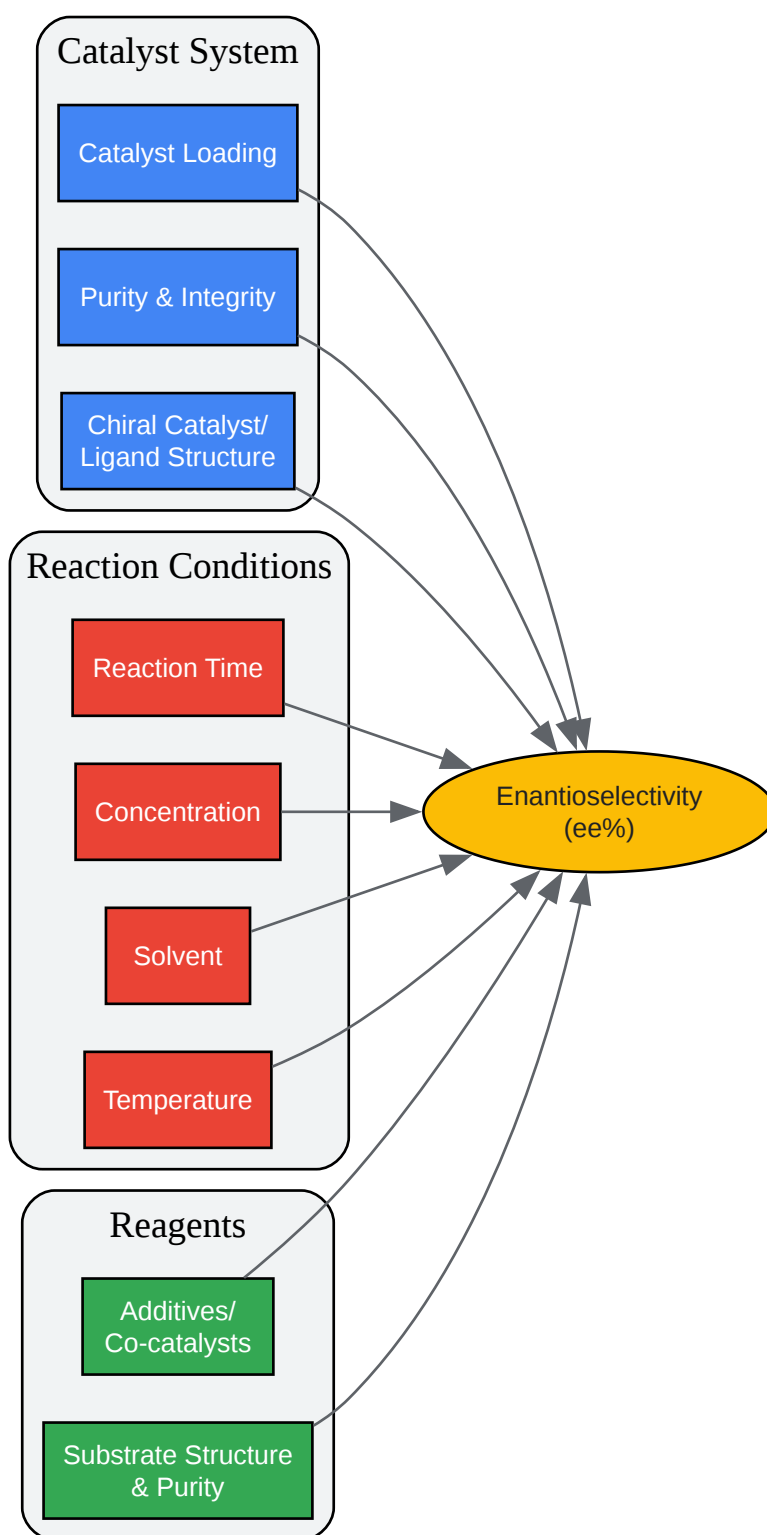 Catalyst System
Catalyst Loading
Purity & Integrity
Chiral Catalyst/
Ligand Structure
Reaction Conditions
Reaction Time
Concentration
Solvent
Temperature
Enantioselectivity
(ee%)
Reagents
Additives/
Co-catalysts
Substrate Structure
& Purity